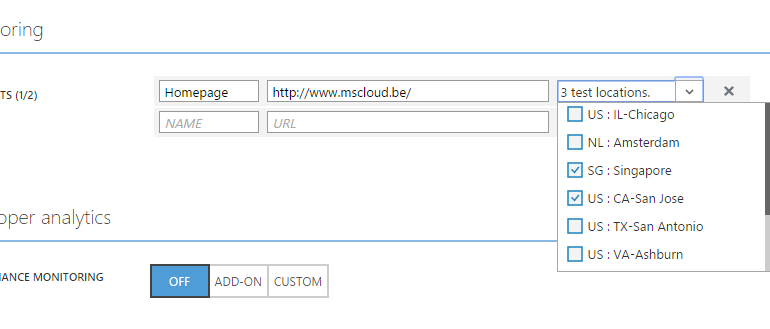 oring
TS (1/2)
Homepage
http://www.mscloud.be/
3 test locations.
NAME
URL
US : IL-Chicago
NL : Amsterdam
SG : Singapore
US : CA-San Jose
US : TX-San Antonio
US : VA-Ashburn
oper analytics
IANCE MONITORING
OFF
ADD-ON
CUSTOM